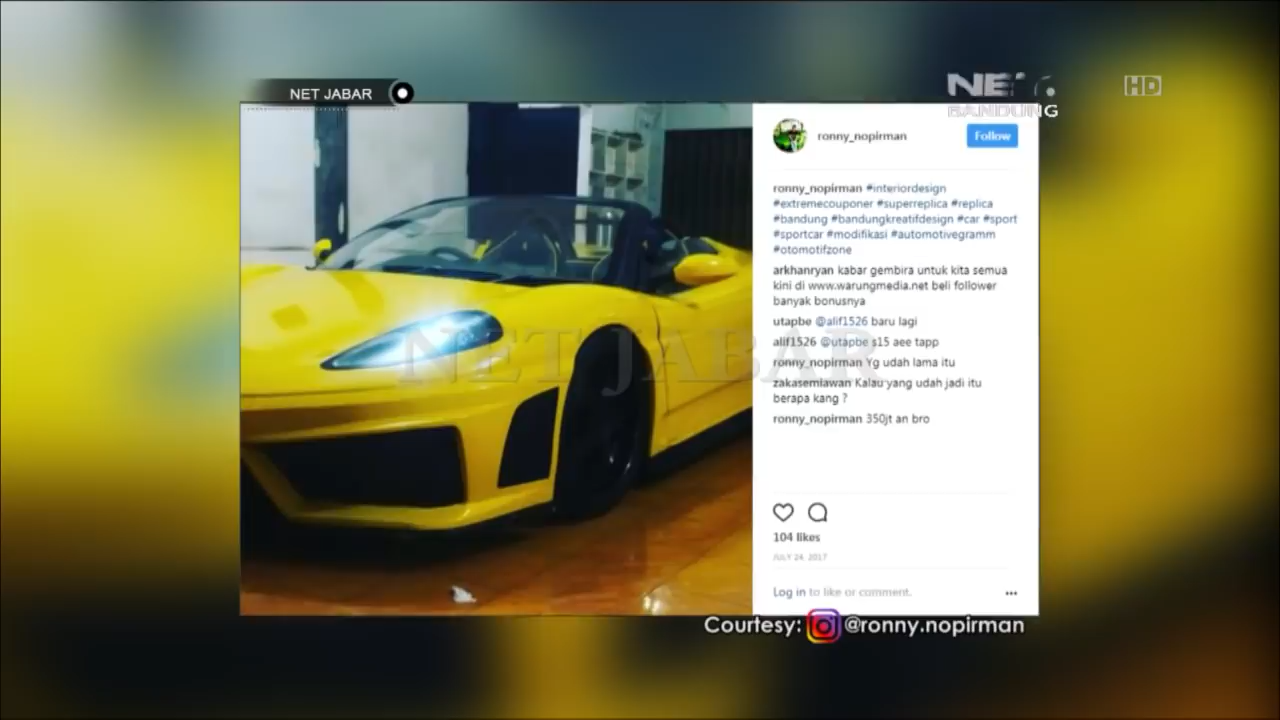 NET JABAR
NET.
BANDUNG
HD
ronny_nopirman
Follow
ronny_nopirman #interiordesign
#extremecouponer #superreplica #replica
#bandung #bandungkreatifdesign #car #sport
#sportcar #modifikasi #automotivegramm
#otomotifzone
arkhanryan kabar gembira untuk kita semua
kini di www.warungmedia.net beli follower
banyak bonusnya
utapbe @alif1526 baru lagi
alif1526 @utapbe s15 aee tapp
ronny_nopirman Yg udah lama itu
zakasemiawan Kalau yang udah jadi itu
berapa kang ?
ronny_nopirman 350jt an bro
NET JABAR
104 likes
JULY 24, 2017
Log in to like or comment.
Courtesy: @ronny.nopirman